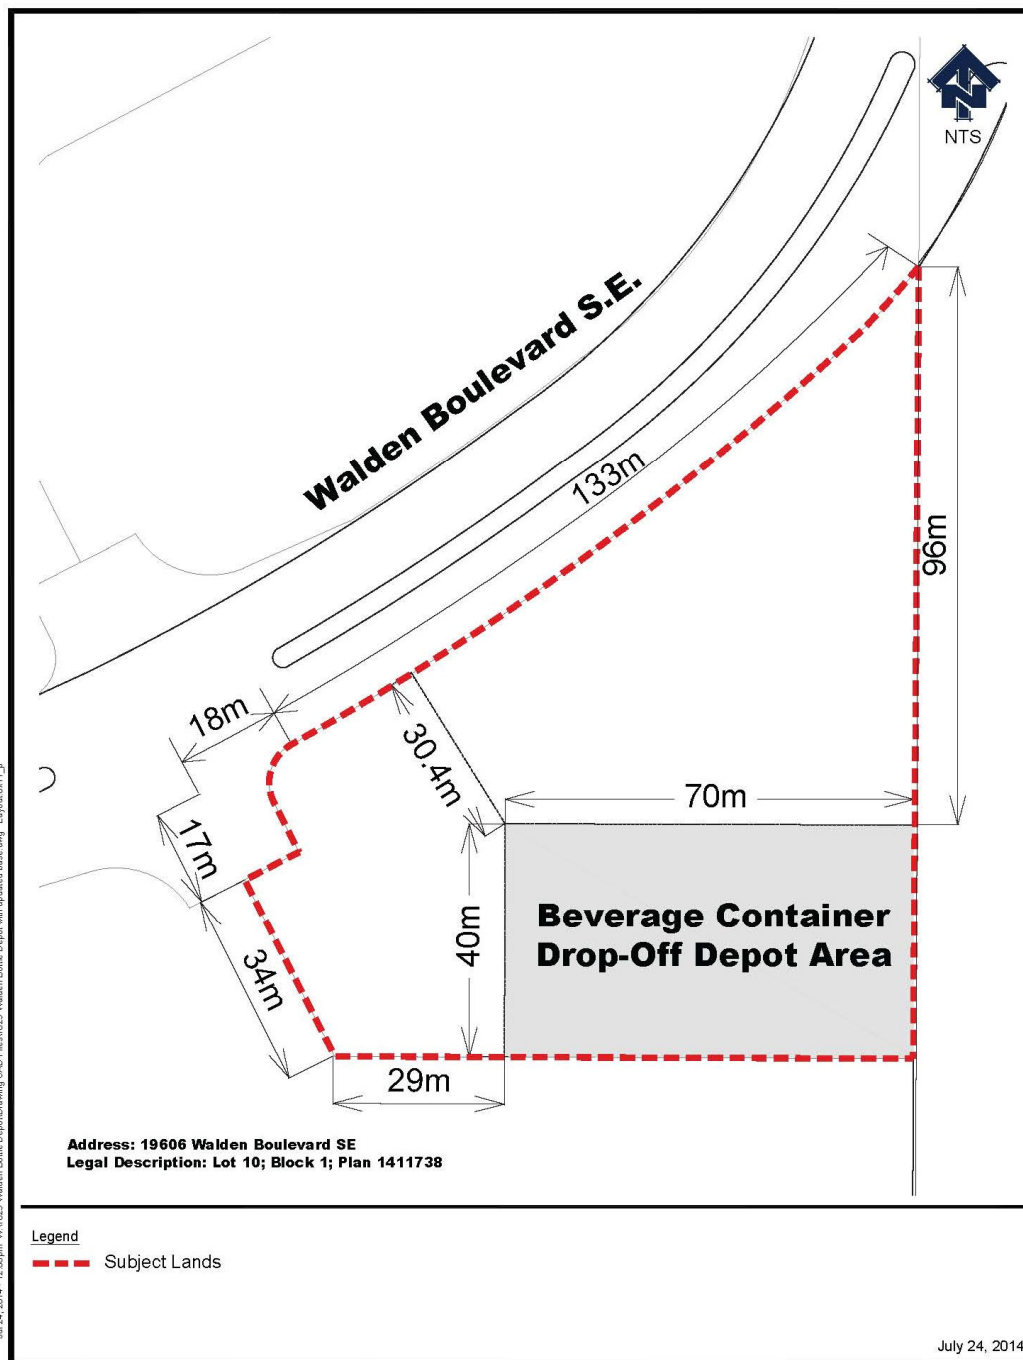 NTS
Walden Boulevard S.E.
133m
96m
18m
30.4m
70m
17m
Beverage Container
Drop-Off Depot Area
40m
34m
29m
Address: 19606 Walden Boulevard SE
Legal Description: Lot 10; Block 1; Plan 1411738
Legend
Subject Lands
July 24, 2014